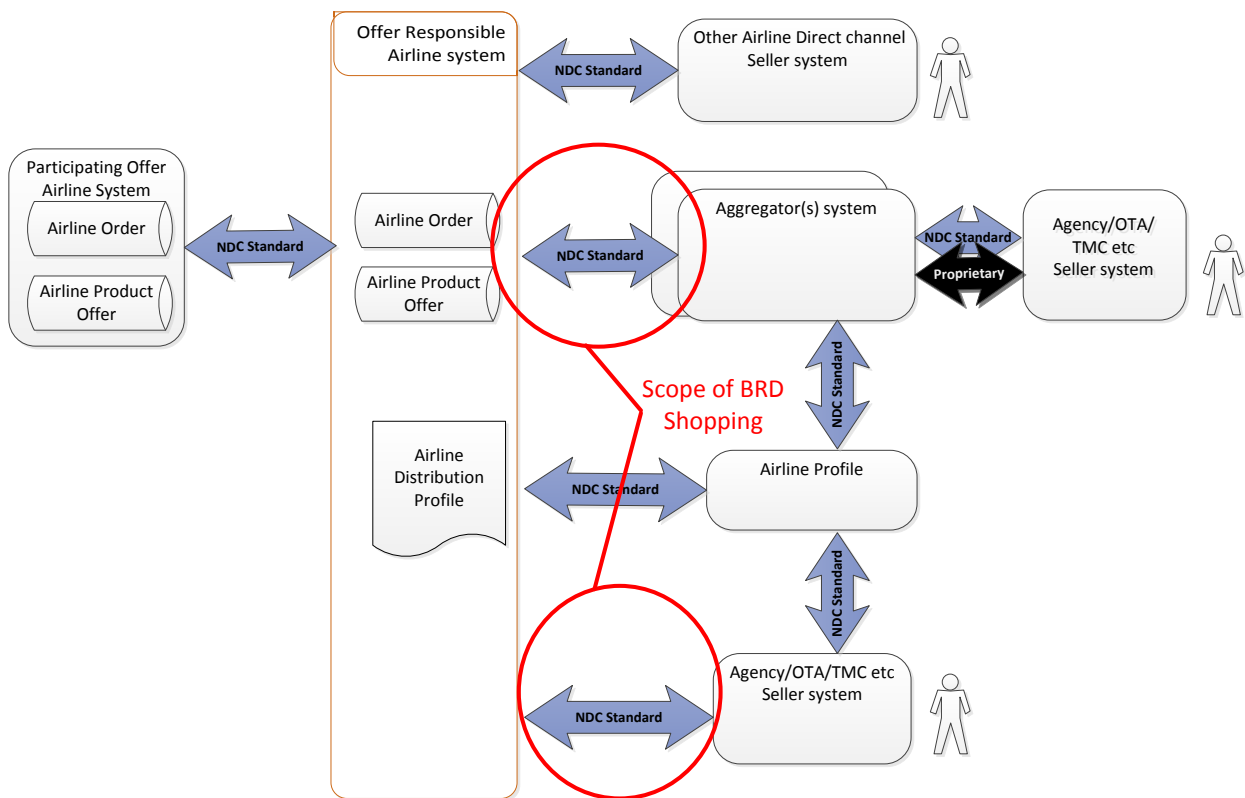 Offer Responsible
Airline system
NDC Standard
Other Airline Direct channel
Seller system
Participating Offer
Airline System
Airline Order
Airline Product
Offer
NDC Standard
Airline Order
Airline Product
Offer
NDC Standard
Aggregator(s) system
NDC Standard
Proprietary
Agency/OTA/
TMC etc
Seller system
NDC Standard
Scope of BRD
Shopping
Airline
Distribution
Profile
NDC Standard
Airline Profile
NDC Standard
NDC Standard
Agency/OTA/TMC etc
Seller system